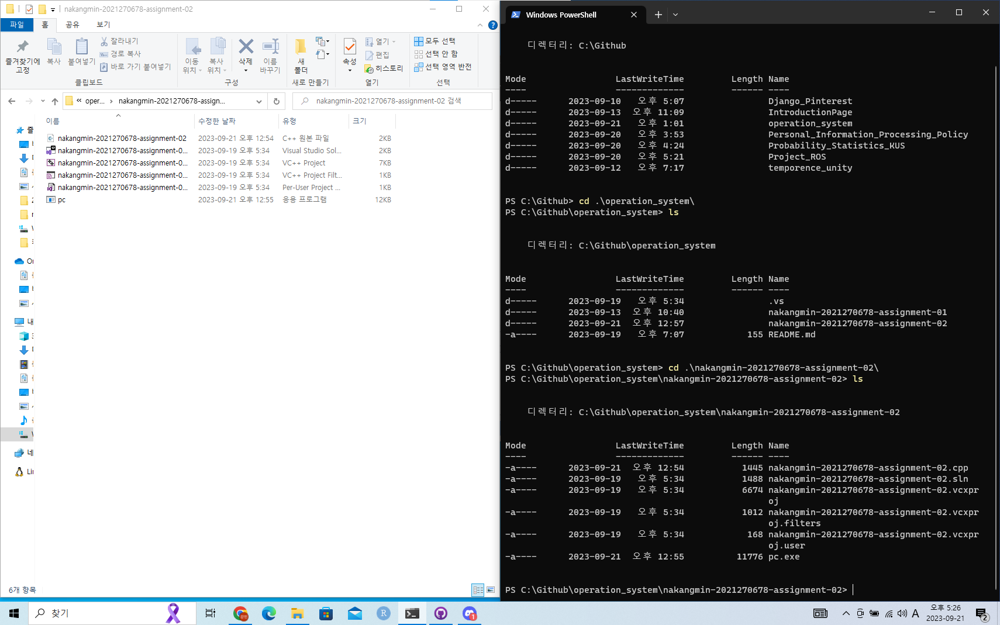 nakangmin-2021270678-assignment-02
파일 홈 공유 보기
즐겨찾기에 고정
복사
붙여넣기
잘라내기
경로 복사
바로 가기 붙여넣기
클립보드
이동 위치
복사 위치
삭제
이름 바꾸기
구성
새 폴더
새로 만들기
속성
열기
편집
히스토리
열기
모두 선택
선택 안 함
선택 영역 반전
선택
« oper... › nakangmin-2021270678-assign...
nakangmin-2021270678-assignment-02 검색
이름 수정한 날짜 유형 크기
nakangmin-2021270678-assignment-02 2023-09-21 오후 12:54 C++ 원본 파일 2KB
nakangmin-2021270678-assignment-0... 2023-09-19 오후 5:34 Visual Studio Sol... 2KB
nakangmin-2021270678-assignment-0... 2023-09-19 오후 5:34 VC++ Project 7KB
nakangmin-2021270678-assignment-0... 2023-09-19 오후 5:34 VC++ Project Filt... 1KB
nakangmin-2021270678-assignment-0... 2023-09-19 오후 5:34 Per-User Project ... 1KB
pc 2023-09-21 오후 12:55 응용 프로그램 12KB
즐
내
네
6개 항목
Windows PowerShell
디렉터리: C:\Github
Mode LastWriteTime Length Name
---- ------------- ------ ----
d----- 2023-09-10 오후 5:07 Django_Pinterest
d----- 2023-09-13 오후 11:09 IntroductionPage
d----- 2023-09-21 오후 1:01 operation_system
d----- 2023-09-20 오후 3:53 Personal_Information_Processing_Policy
d----- 2023-09-20 오후 4:24 Probability_Statistics_KUS
d----- 2023-09-20 오후 5:21 Project_ROS
d----- 2023-09-12 오후 7:17 temporence_unity
PS C:\Github> cd .\operation_system\
PS C:\Github\operation_system> ls
디렉터리: C:\Github\operation_system
Mode LastWriteTime Length Name
---- ------------- ------ ----
d----- 2023-09-19 오후 5:34 .vs
d----- 2023-09-13 오후 10:40 nakangmin-2021270678-assignment-01
d----- 2023-09-21 오후 12:57 nakangmin-2021270678-assignment-02
-a---- 2023-09-19 오후 7:07 155 README.md
PS C:\Github\operation_system> cd .\nakangmin-2021270678-assignment-02\
PS C:\Github\operation_system\nakangmin-2021270678-assignment-02> ls
디렉터리: C:\Github\operation_system\nakangmin-2021270678-assignment-02
Mode LastWriteTime Length Name
---- ------------- ------ ----
-a---- 2023-09-21 오후 12:54 1445 nakangmin-2021270678-assignment-02.cpp
-a---- 2023-09-19 오후 5:34 1488 nakangmin-2021270678-assignment-02.sln
-a---- 2023-09-19 오후 5:34 6674 nakangmin-2021270678-assignment-02.vcxpr
oj
-a---- 2023-09-19 오후 5:34 1012 nakangmin-2021270678-assignment-02.vcxpr
oj.filters
-a---- 2023-09-19 오후 5:34 168 nakangmin-2021270678-assignment-02.vcxpr
oj.user
-a---- 2023-09-21 오후 12:55 11776 pc.exe
PS C:\Github\operation_system\nakangmin-2021270678-assignment-02>
찾기
R
1
A
오후 5:26
2023-09-21
2